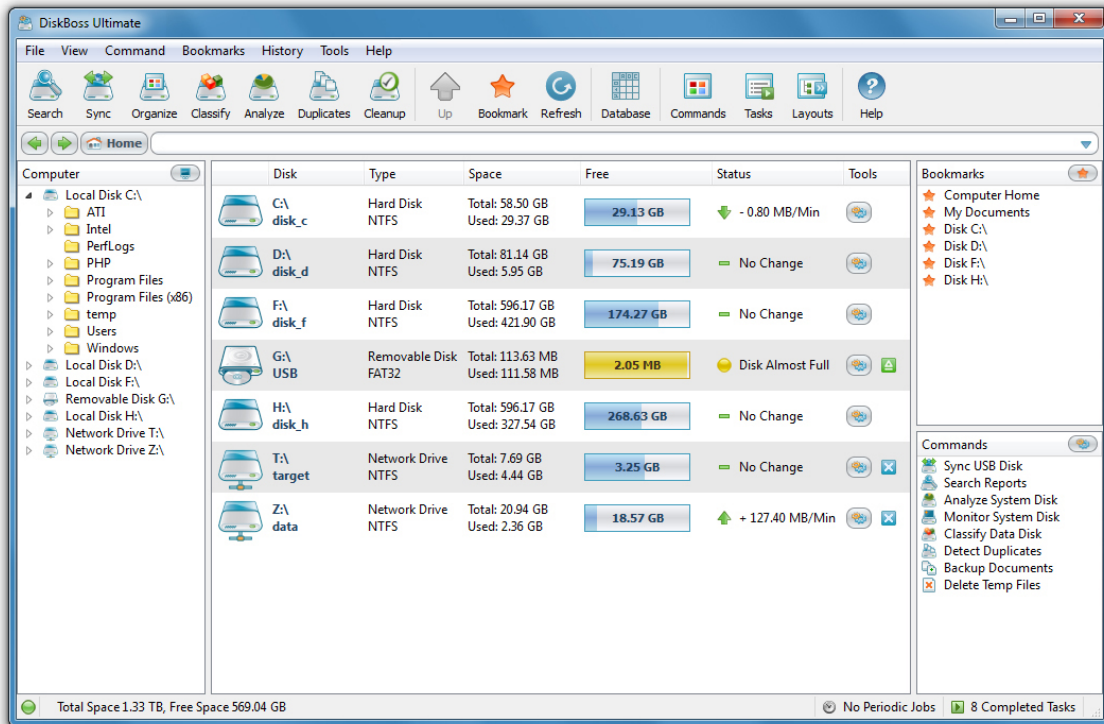 DiskBoss Ultimate
File View Command Bookmarks History Tools Help
Search Sync Organize Classify Analyze Duplicates Cleanup Up Bookmark Refresh Database Commands Tasks Layouts Help
Home
Computer
Local Disk C:\
ATI
Intel
PerfLogs
PHP
Program Files
Program Files (x86)
temp
Users
Windows
Local Disk D:\
Local Disk F:\
Removable Disk G:\
Local Disk H:\
Network Drive T:\
Network Drive Z:\
Disk Type Space Free Status Tools
C:\ Hard Disk Total: 58.50 GB
disk_c NTFS Used: 29.37 GB
29.13 GB - 0.80 MB/Min
D:\ Hard Disk Total: 81.14 GB
disk_d NTFS Used: 5.95 GB
75.19 GB No Change
F:\ Hard Disk Total: 596.17 GB
disk_f NTFS Used: 421.90 GB
174.27 GB No Change
G:\ Removable Disk Total: 113.63 MB
USB FAT32 Used: 111.58 MB
2.05 MB Disk Almost Full
H:\ Hard Disk Total: 596.17 GB
disk_h NTFS Used: 327.54 GB
268.63 GB No Change
T:\ Network Drive Total: 7.69 GB
target NTFS Used: 4.44 GB
3.25 GB No Change
Z:\ Network Drive Total: 20.94 GB
data NTFS Used: 2.36 GB
18.57 GB + 127.40 MB/Min
Bookmarks
Computer Home
My Documents
Disk C:\
Disk D:\
Disk F:\
Disk H:\
Commands
Sync USB Disk
Search Reports
Analyze System Disk
Monitor System Disk
Classify Data Disk
Detect Duplicates
Backup Documents
Delete Temp Files
Total Space 1.33 TB, Free Space 569.04 GB
No Periodic Jobs
8 Completed Tasks